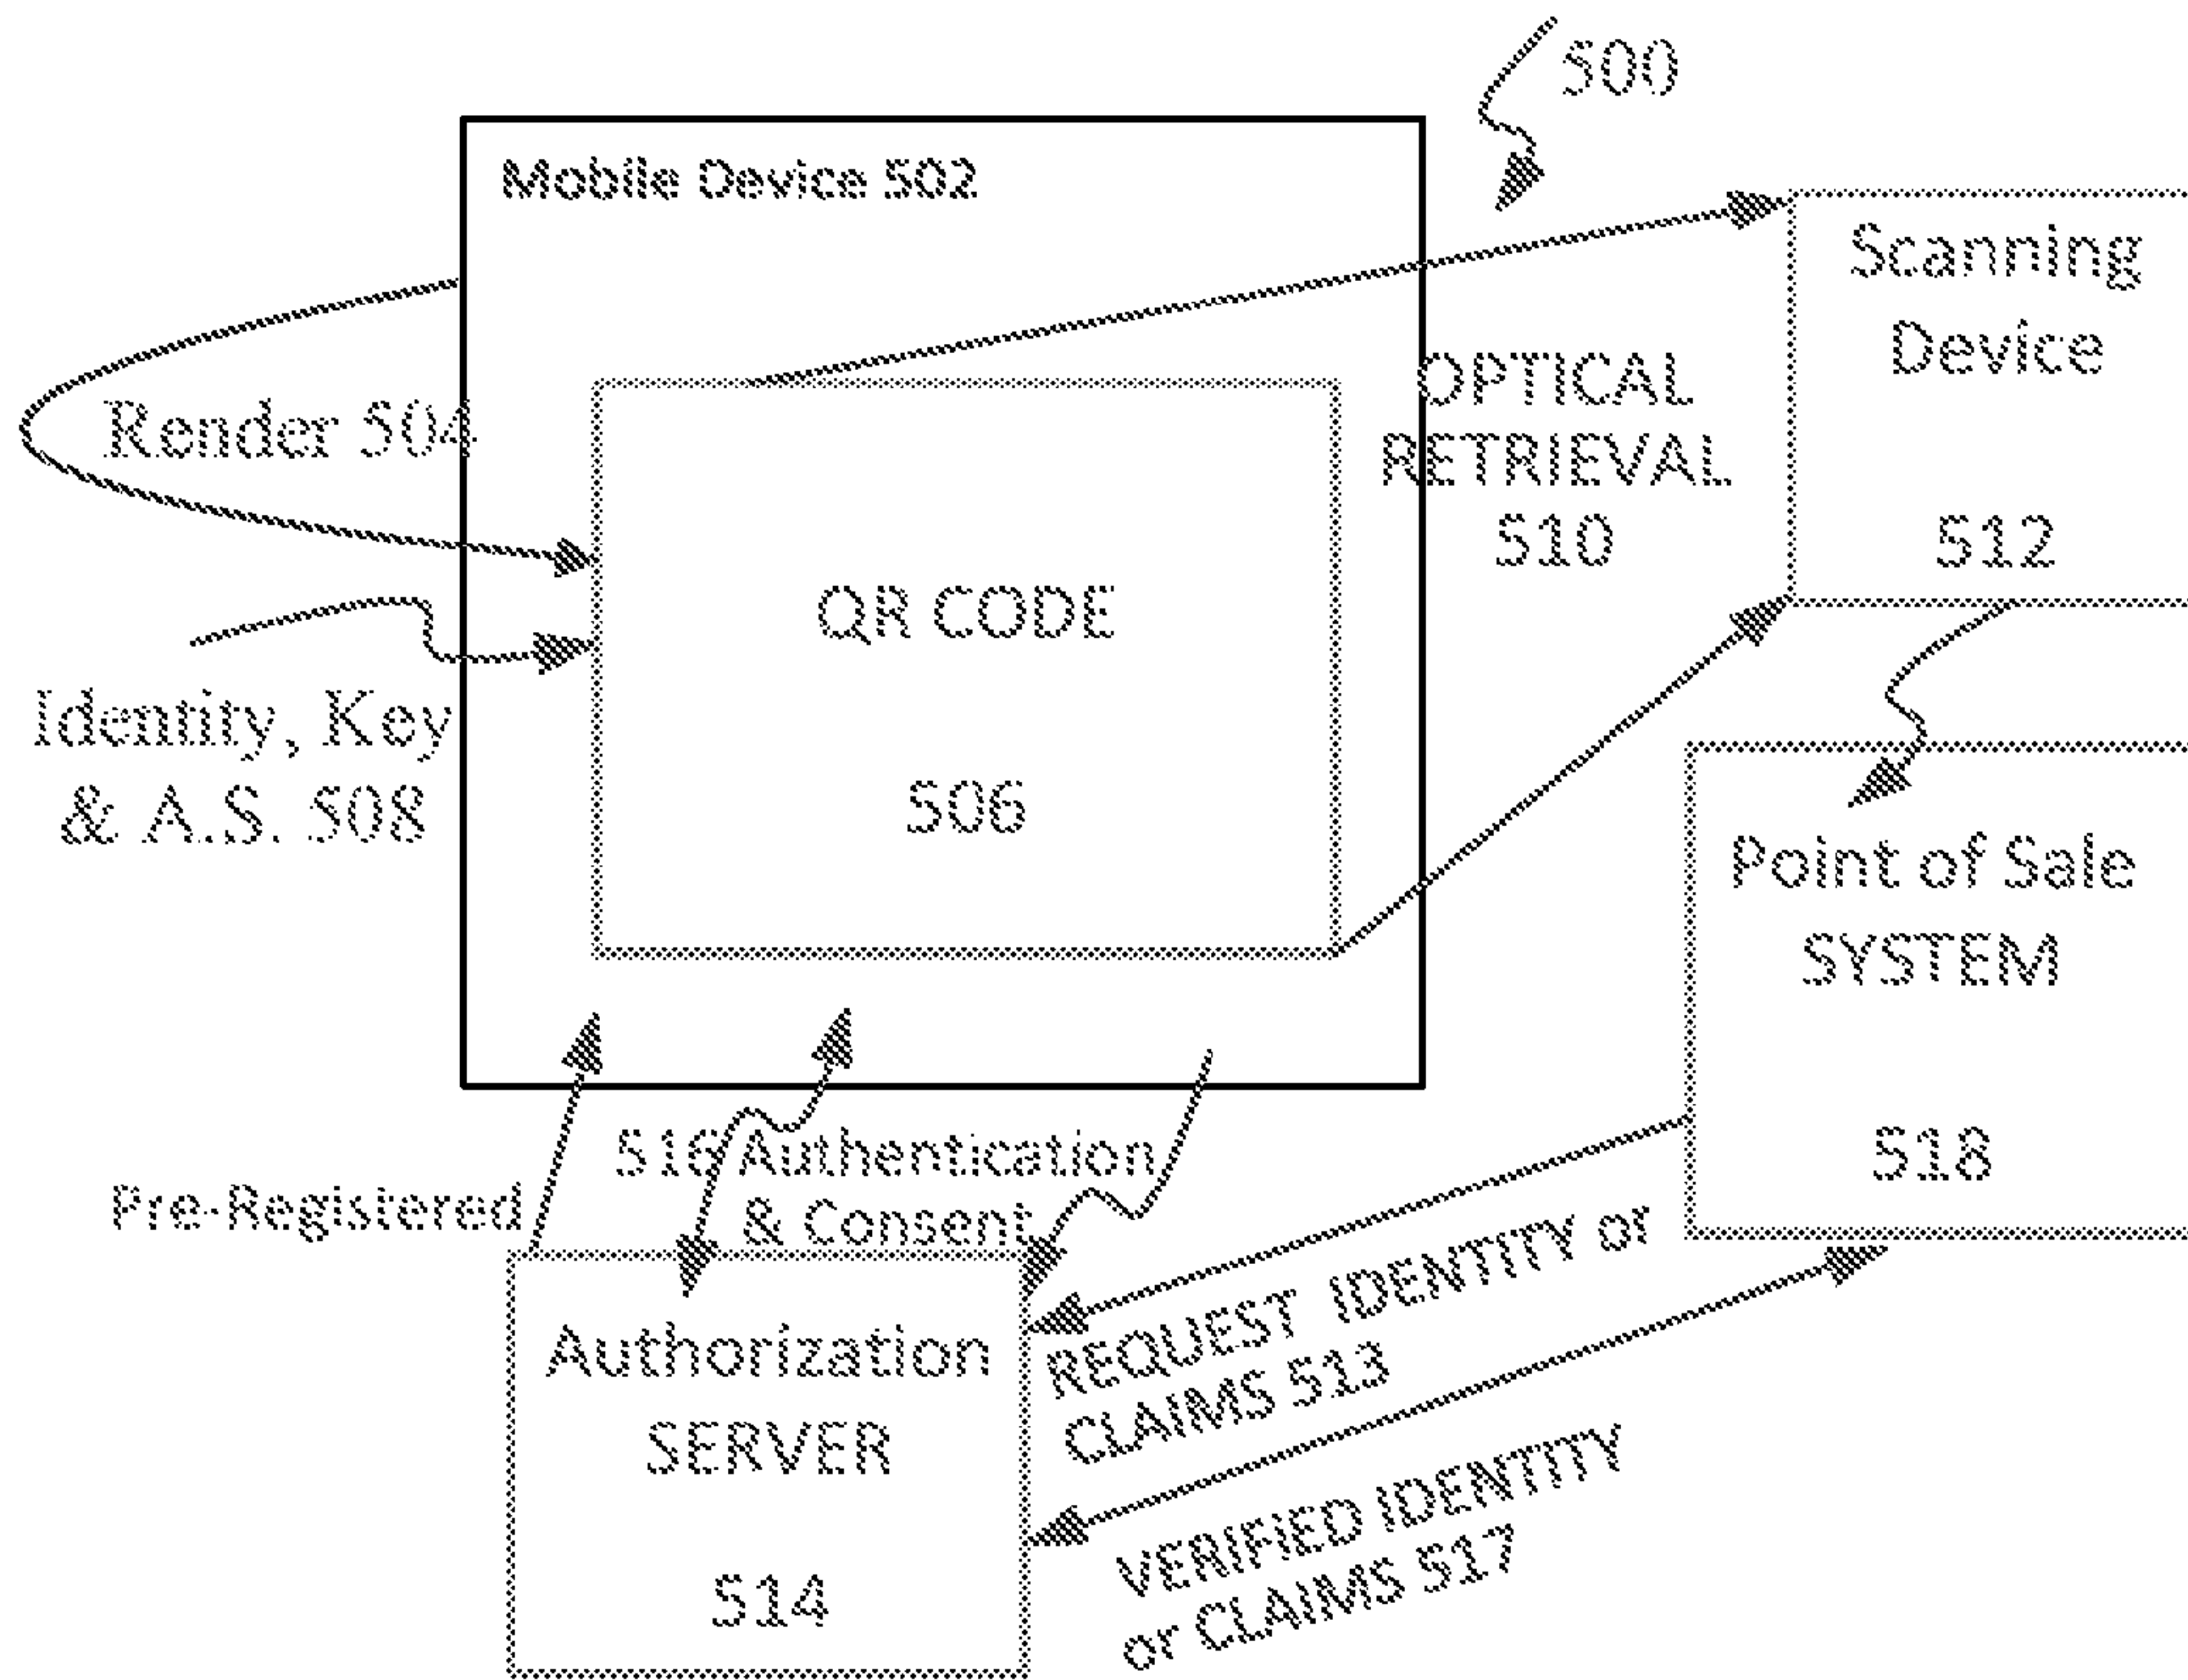 500
Mobile Device 502
Scanning
Device
512
Render 504
OPTICAL
RETRIEVAL
510
QR CODE
506
Identity, Key
& A.S. 508
Point of Sale
SYSTEM
518
516 Authentication
& Consent
Pre-Registered
Authorization
SERVER
514
REQUEST IDENTITY or
CLAIMS 513
VERIFIED IDENTITY
or CLAIMS 517